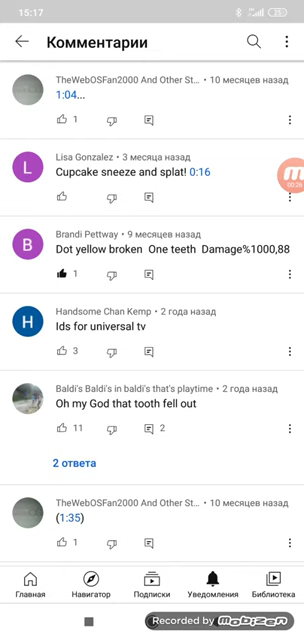 15:17
25
Комментарии
TheWebOSFan2000 And Other St... • 10 месяцев назад
1:04...
1
Lisa Gonzalez • 3 месяца назад
L
Cupcake sneeze and splat! 0:16
00:26
Brandi Pettway • 9 месяцев назад
B
Dot yellow broken One teeth Damage%1000,88
1
Handsome Chan Kemp • 2 года назад
H
Ids for universal tv
3
Baldi's Baldi's in baldi that's playtime • 2 года назад
Oh my God that tooth fell out
11 2
2 ответа
TheWebOSFan2000 And Other St... • 10 месяцев назад
(1:35)
1
Главная Навигатор Подписки Уведомления Библиотека
Recorded by mobizen